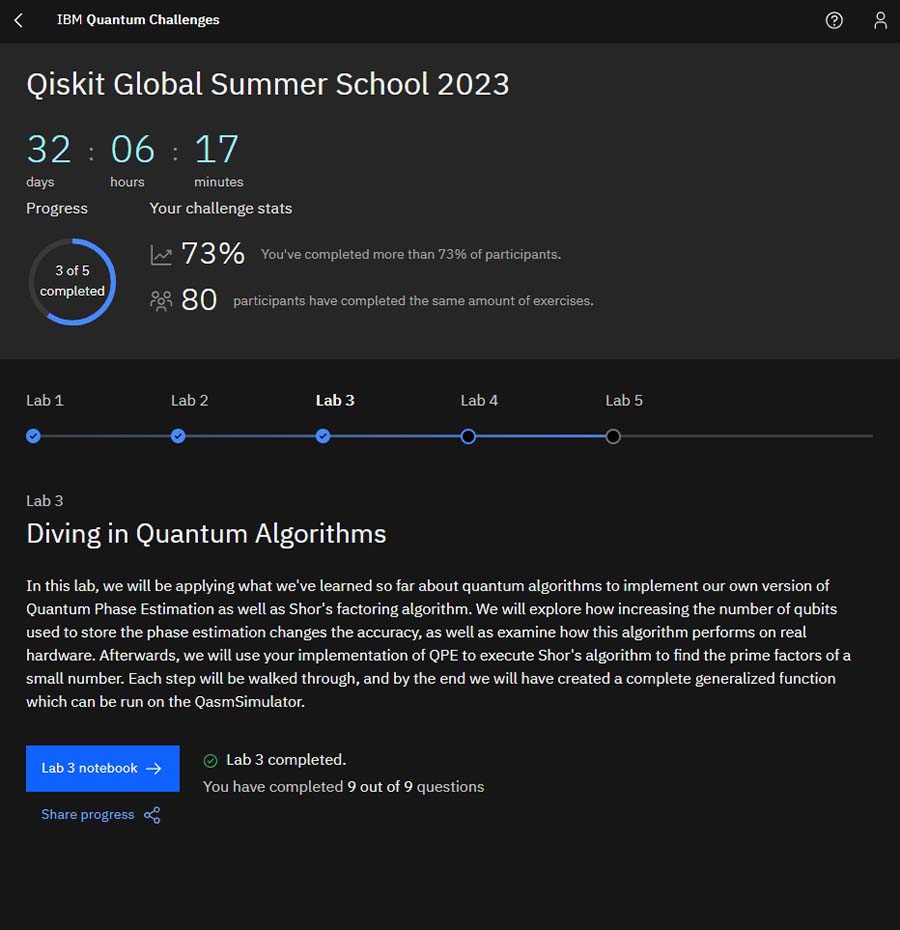 IBM Quantum Challenges
Qiskit Global Summer School 2023
32 : 06 : 17
days hours minutes
Progress Your challenge stats
3 of 5
completed
73% You've completed more than 73% of participants.
80 participants have completed the same amount of exercises.
Lab 1 Lab 2 Lab 3 Lab 4 Lab 5
Lab 3
Diving in Quantum Algorithms
In this lab, we will be applying what we've learned so far about quantum algorithms to implement our own version of
Quantum Phase Estimation as well as Shor's factoring algorithm. We will explore how increasing the number of qubits
used to store the phase estimation changes the accuracy, as well as examine how this algorithm performs on real
hardware. Afterwards, we will use your implementation of QPE to execute Shor's algorithm to find the prime factors of a
small number. Each step will be walked through, and by the end we will have created a complete generalized function
which can be run on the QasmSimulator.
Lab 3 notebook
Lab 3 completed.
You have completed 9 out of 9 questions
Share progress